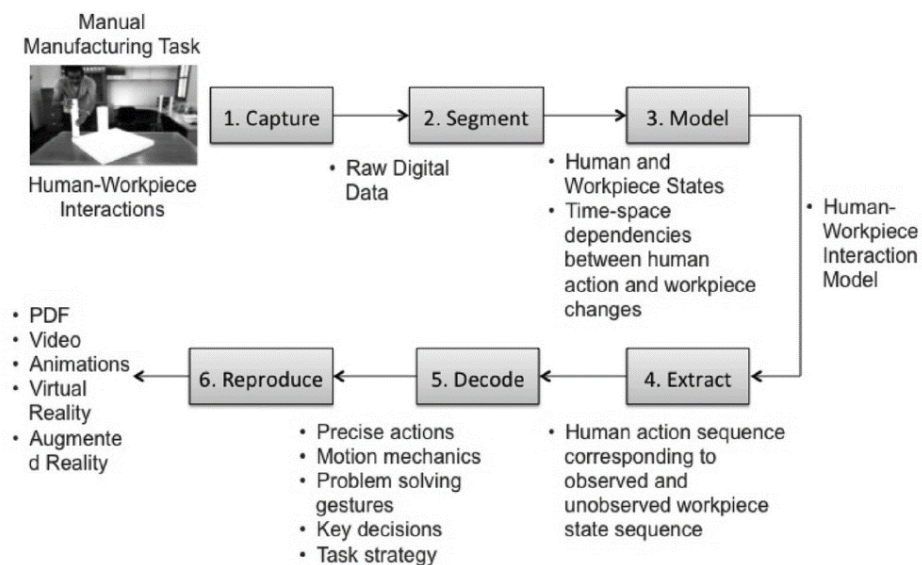 Manual
Manufacturing Task
Human-Workpiece
Interactions
1. Capture
• Raw Digital
Data
2. Segment
• Human and
Workpiece States
• Time-space
dependencies
between human
action and workpiece
changes
3. Model
• Human-
Workpiece
Interaction
Model
4. Extract
• Human action sequence
corresponding to
observed and
unobserved workpiece
state sequence
5. Decode
• Precise actions
• Motion mechanics
• Problem solving
gestures
• Key decisions
• Task strategy
6. Reproduce
• PDF
• Video
• Animations
• Virtual
Reality
• Augmente
d Reality